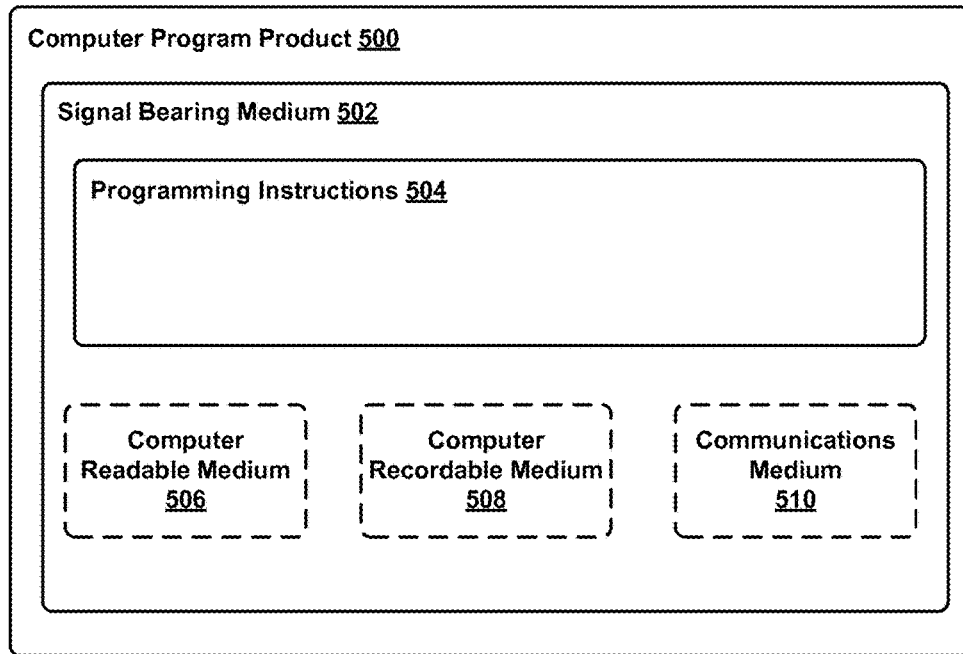 Computer Program Product 500
Signal Bearing Medium 502
Programming Instructions 504
Computer
Readable Medium
506
Computer
Recordable Medium
508
Communications
Medium
510